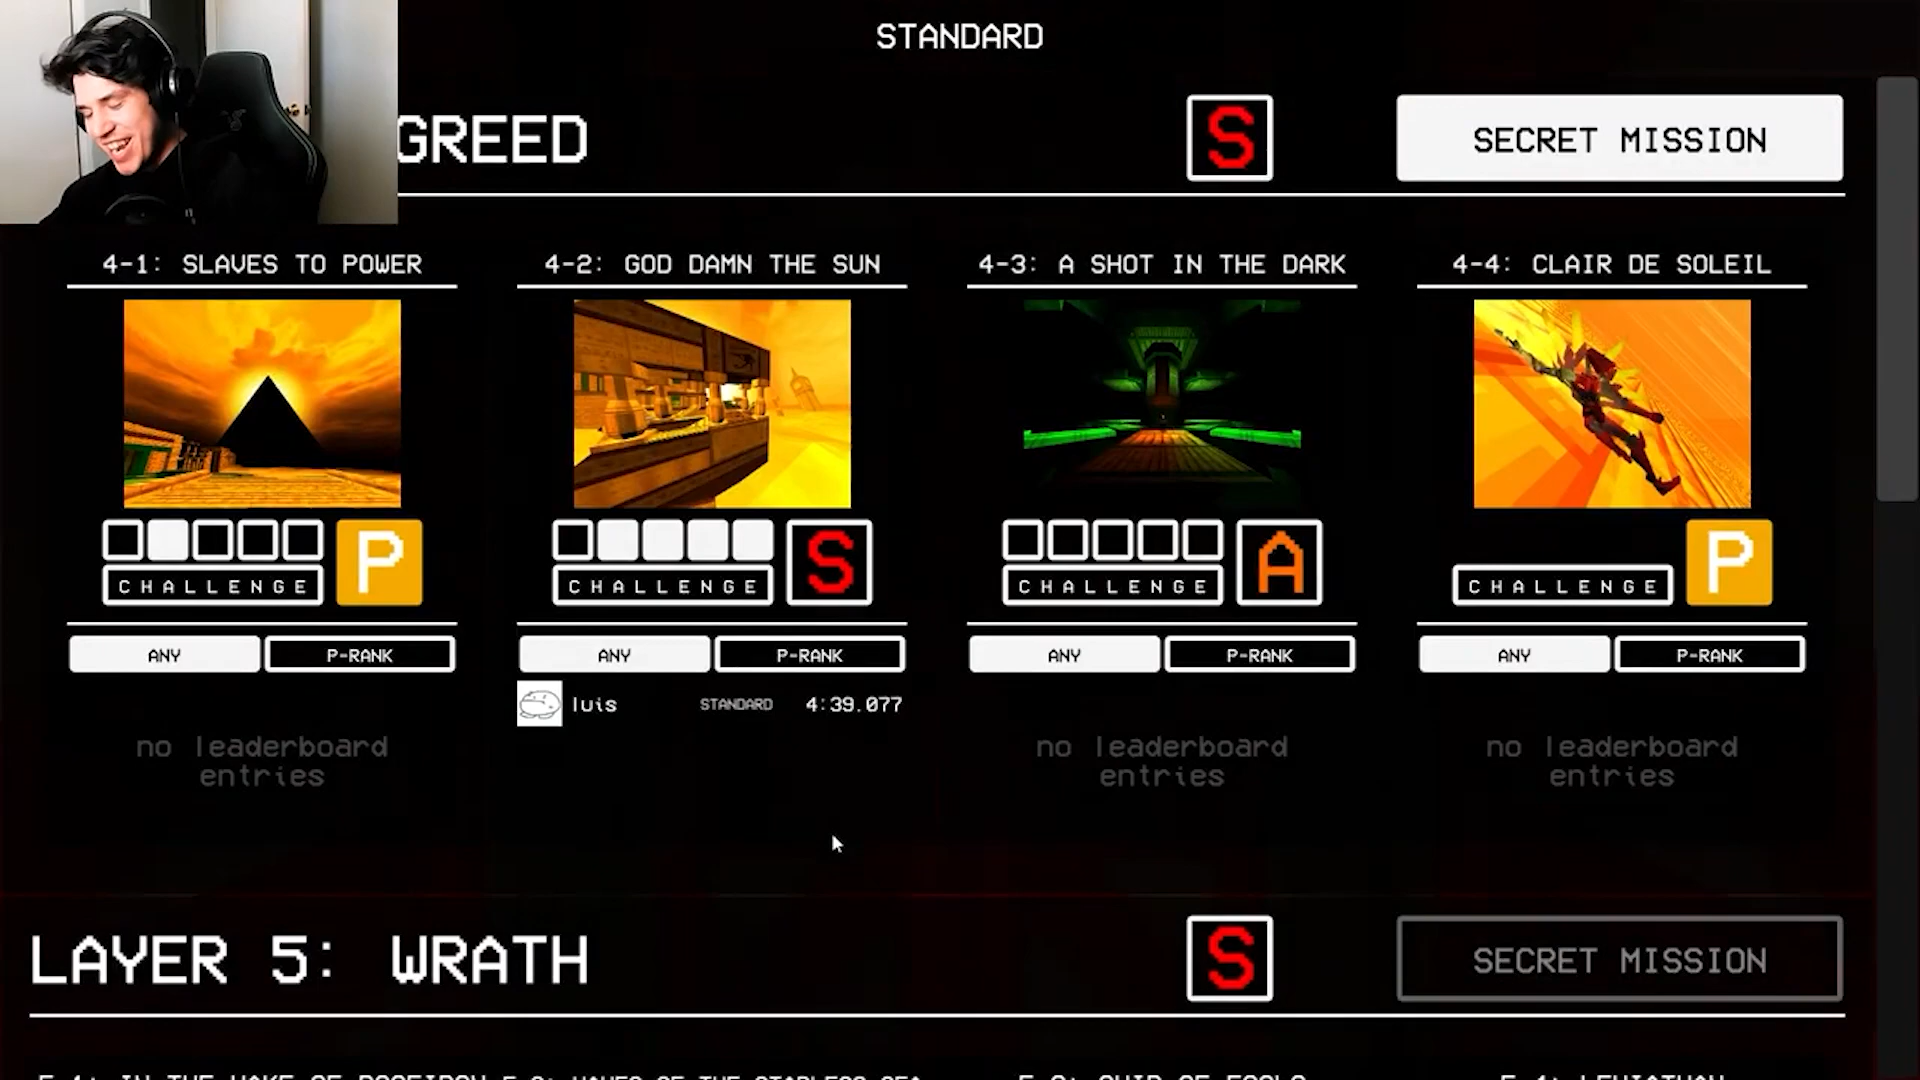 STANDARD
GREED
S
SECRET MISSION
4-1: SLAVES TO POWER
4-2: GOD DAMN THE SUN
4-3: A SHOT IN THE DARK
4-4: CLAIR DE SOLEIL
P
S
A
P
CHALLENGE
CHALLENGE
CHALLENGE
CHALLENGE
ANY P-RANK
ANY P-RANK
ANY P-RANK
ANY P-RANK
luis STANDARD 4:39.077
no leaderboard
entries
no leaderboard
entries
no leaderboard
entries
LAYER 5: WRATH
S
SECRET MISSION